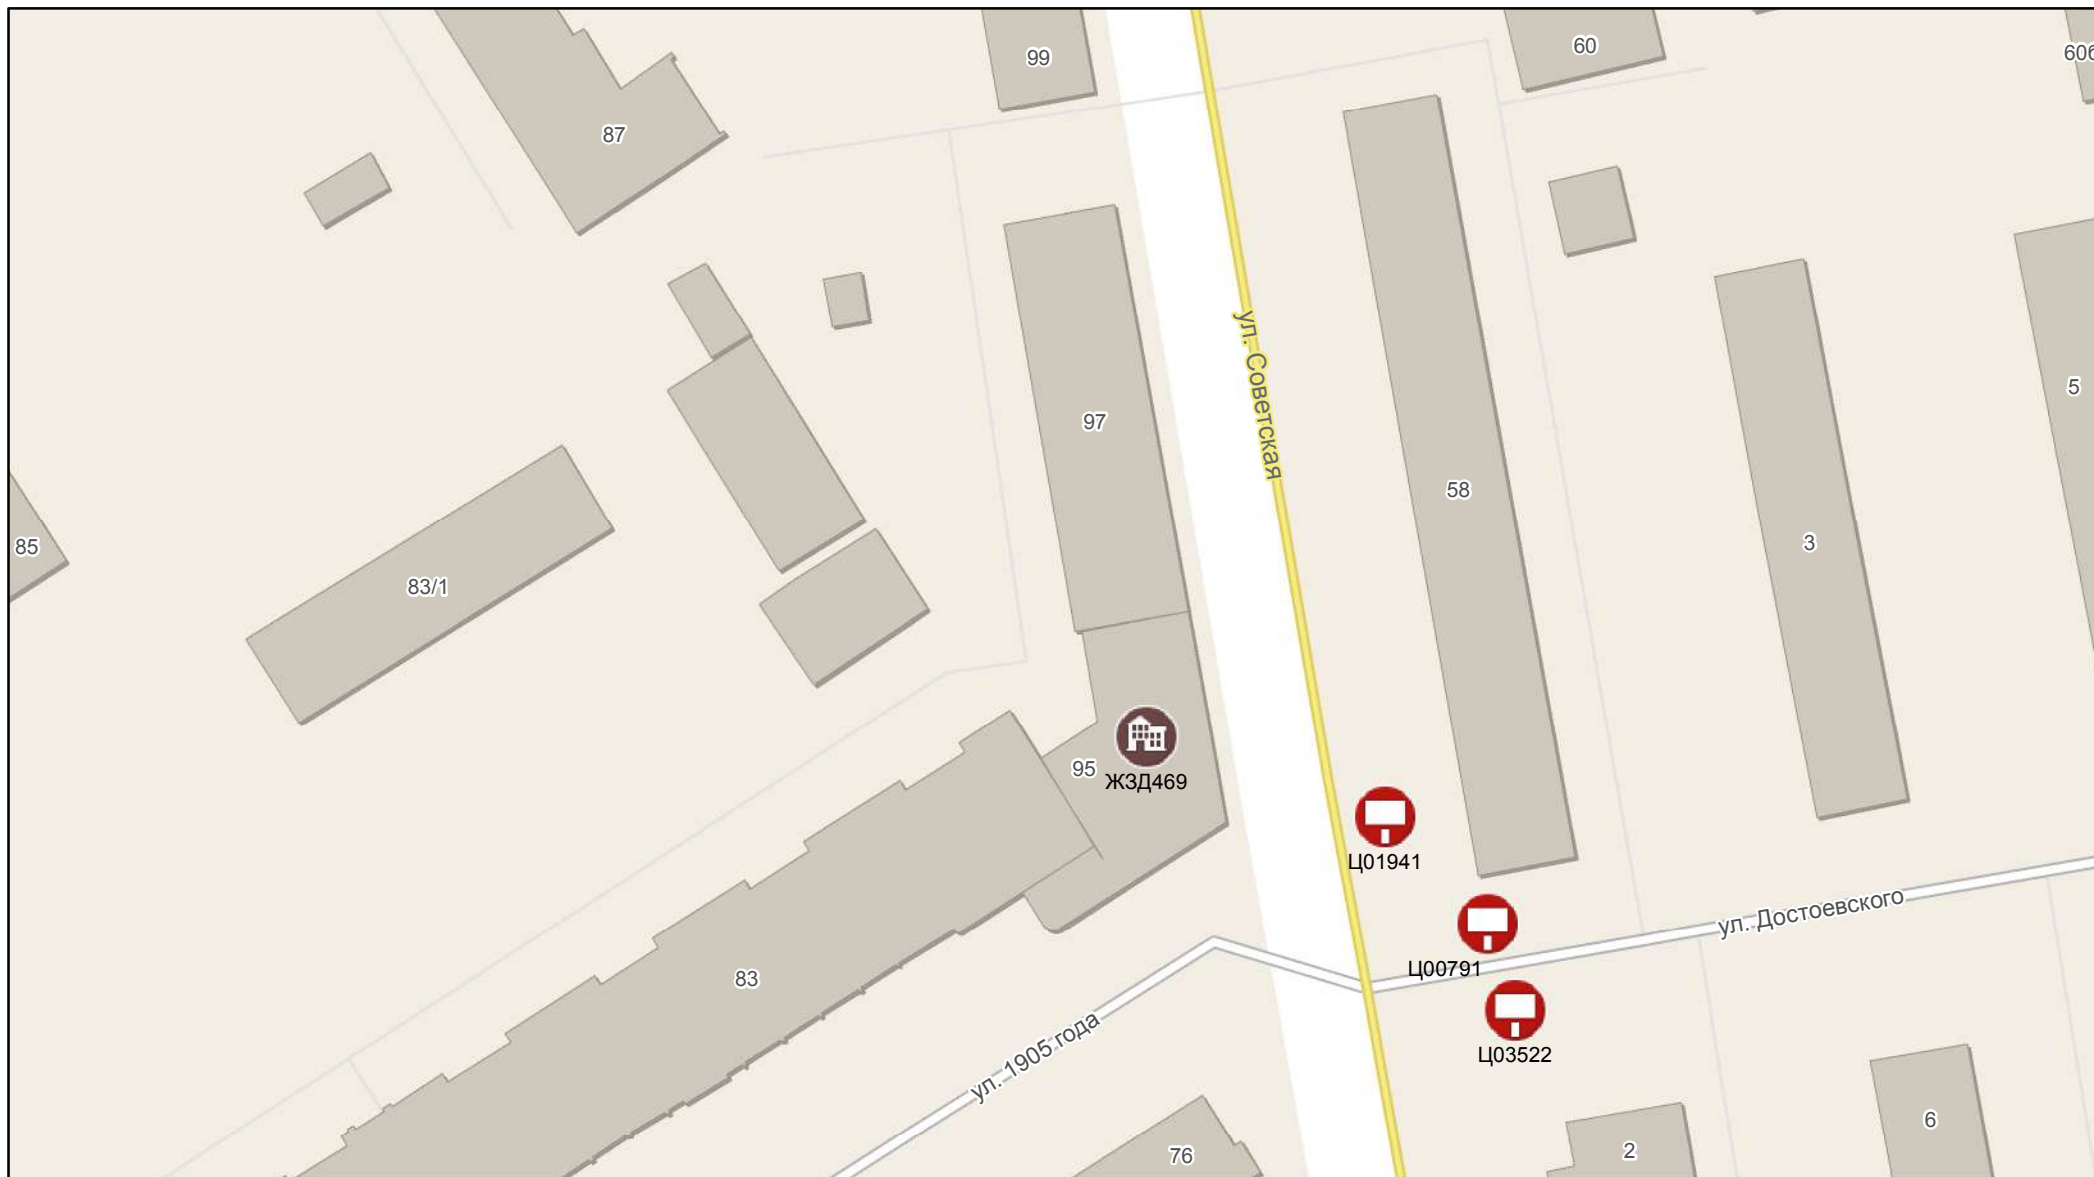 99
60
606
87
ул. Советская
97
5
58
3
85
83/1
95
ЖЗД469
Ц01941
ул. Достоевского
Ц00791
83
ул. 1905 года
Ц03522
6
2
76